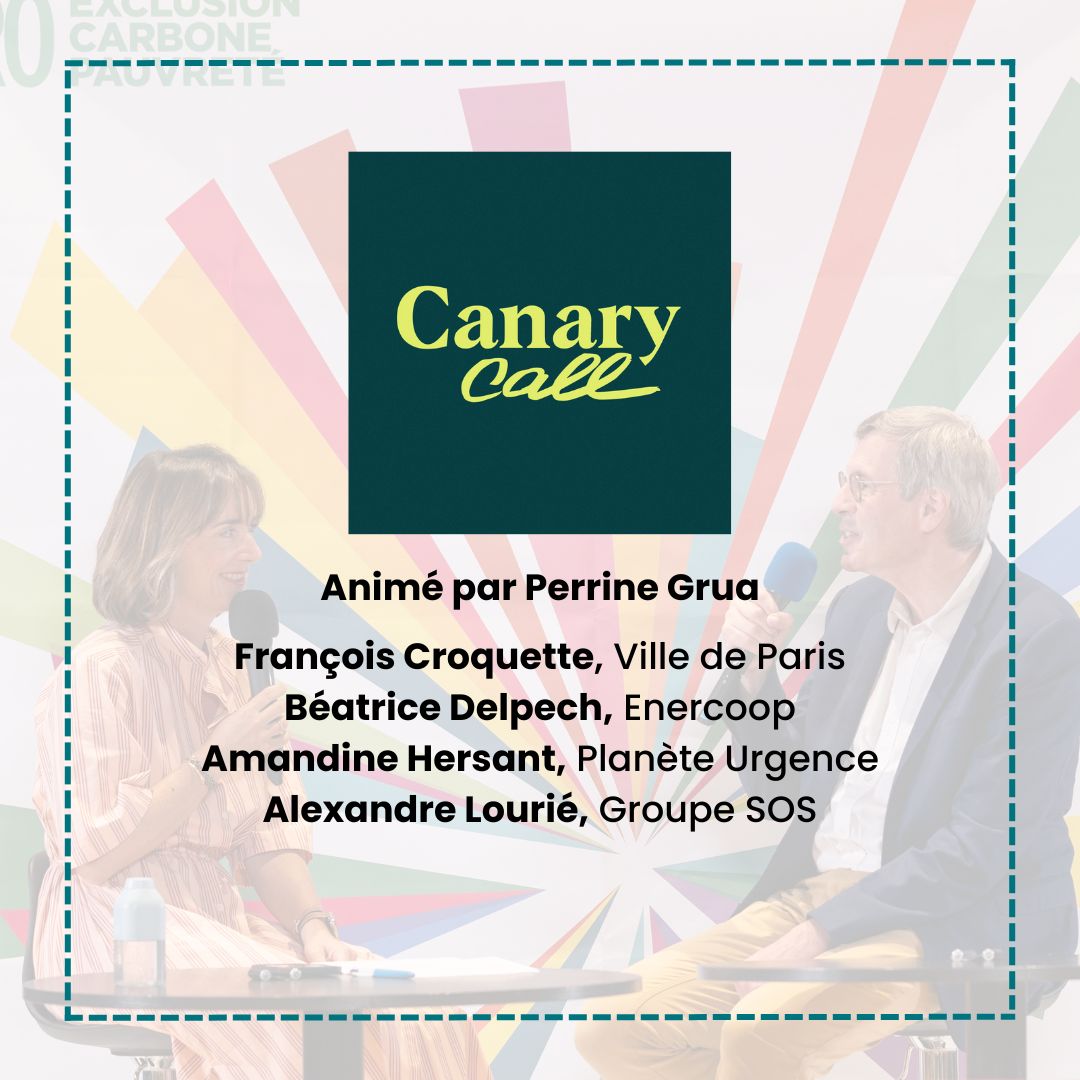 EXCLUSION
CARBONE
PAUVRETÉ
Canary
Call
Animé par Perrine Grua
François Croquette, Ville de Paris
Béatrice Delpech, Enercoop
Amandine Hersant, Planète Urgence
Alexandre Lourié, Groupe SOS